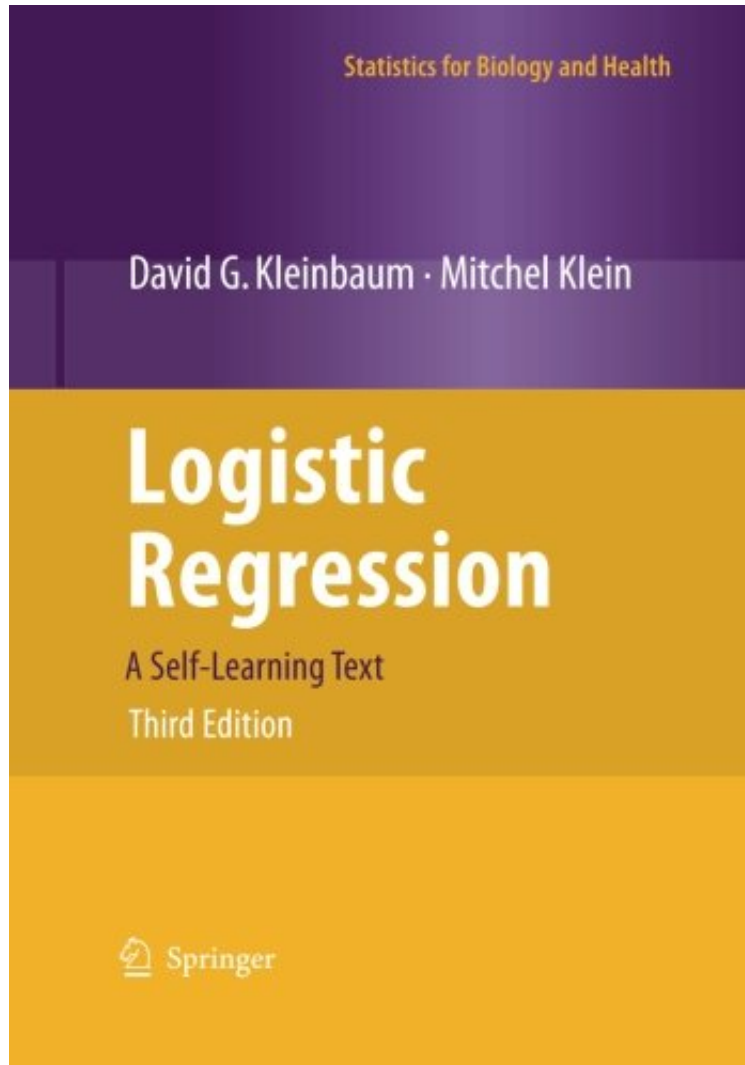 Statistics for Biology and Health
David G. Kleinbaum · Mitchel Klein
Logistic
Regression
A Self-Learning Text
Third Edition
Springer